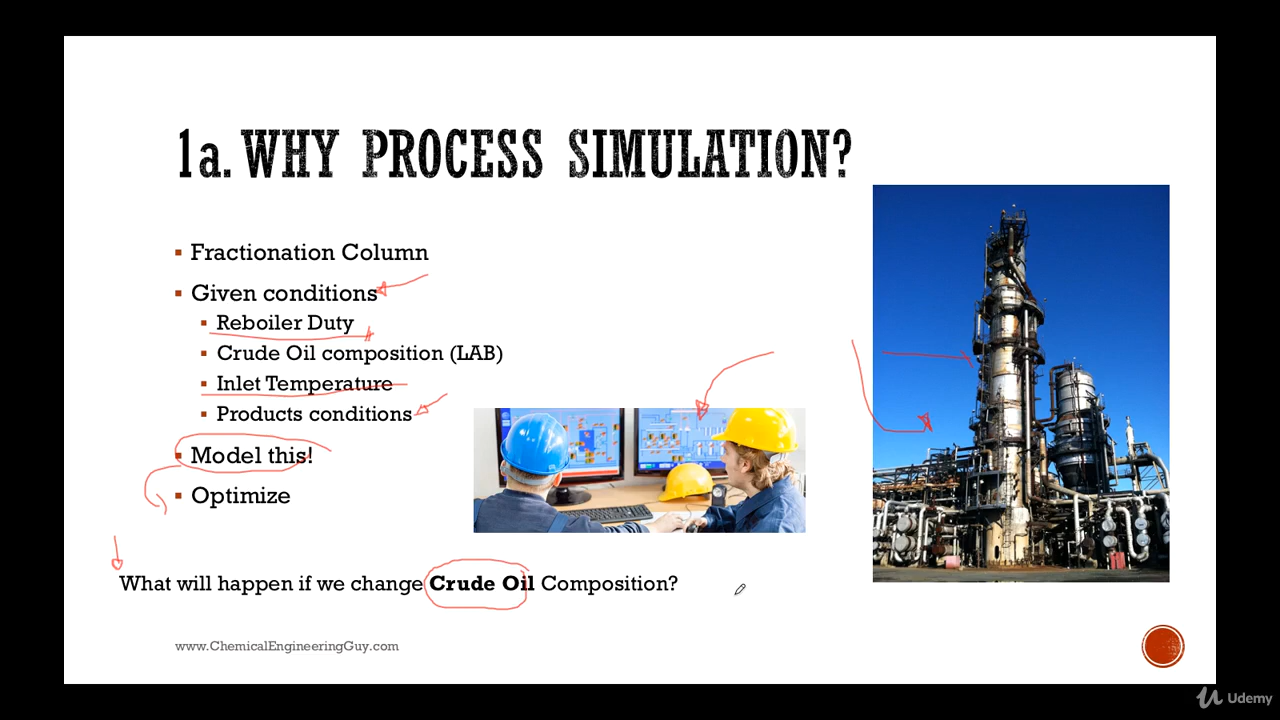 1a. WHY PROCESS SIMULATION?
Fractionation Column
Given conditions
Reboiler Duty
Crude Oil composition (LAB)
Inlet Temperature
Products conditions
Model this!
Optimize
What will happen if we change Crude Oil Composition?
www.ChemicalEngineeringGuy.com
Udemy